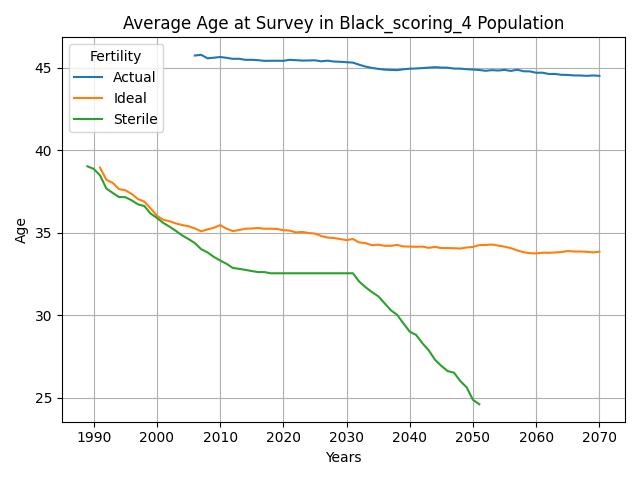 Average Age at Survey in Black_scoring_4 Population
Fertility
Actual
Ideal
Sterile
Age
45
40
35
30
25
1990 2000 2010 2020 2030 2040 2050 2060 2070
Years